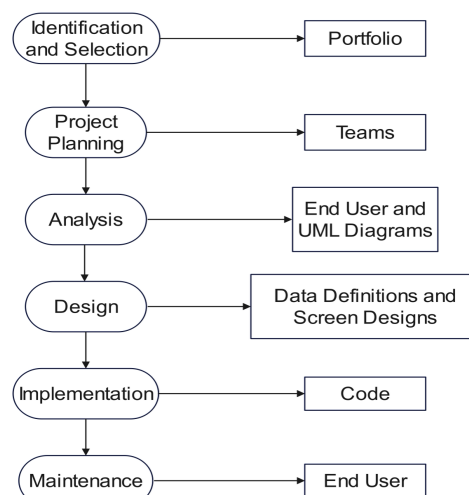 Identification
and Selection
Portfolio
Project
Planning
Teams
Analysis
End User and
UML Diagrams
Design
Data Definitions and
Screen Designs
Implementation
Code
Maintenance
End User